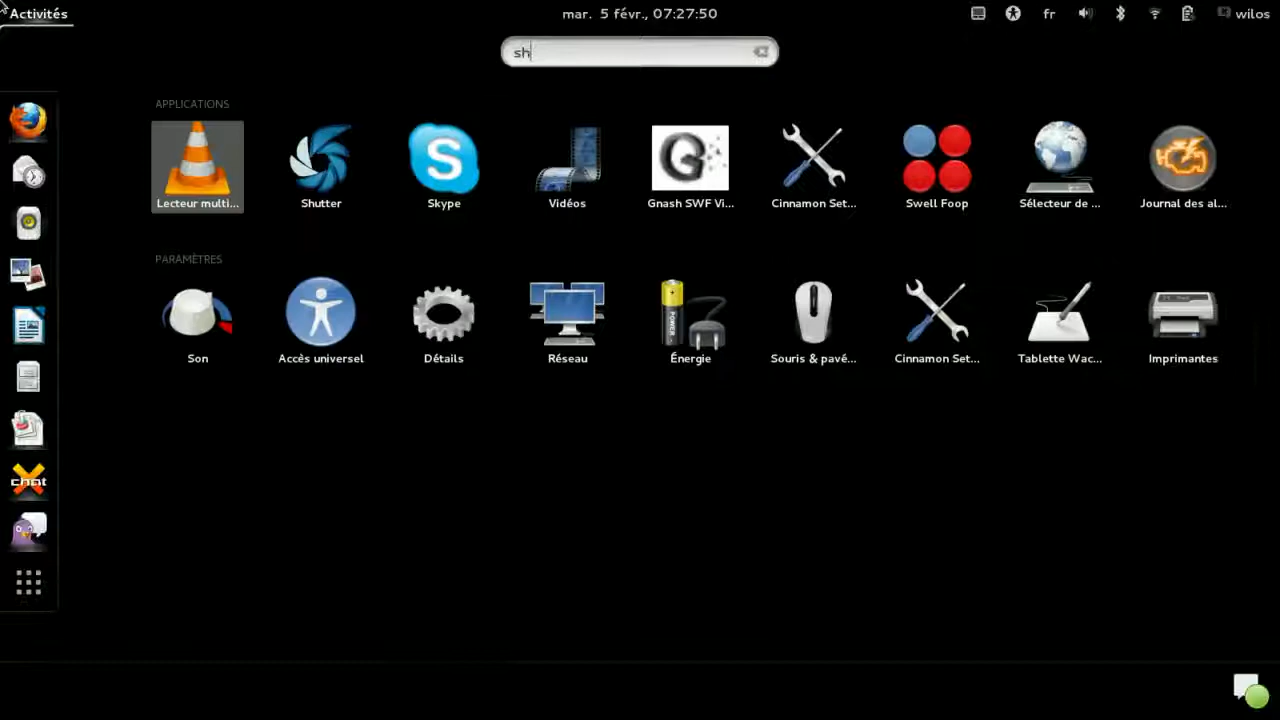 Activités
mar. 5 févr., 07:27:50
fr
wilos
sh
APPLICATIONS
Lecteur multi...
Shutter
Skype
Vidéos
Gnash SWF Vi...
Cinnamon Set...
Swell Foop
Sélecteur de ...
Journal des al...
PARAMÈTRES
Son
Accès universel
Détails
Réseau
Énergie
Souris & pavé...
Cinnamon Set...
Tablette Wac...
Imprimantes
chat